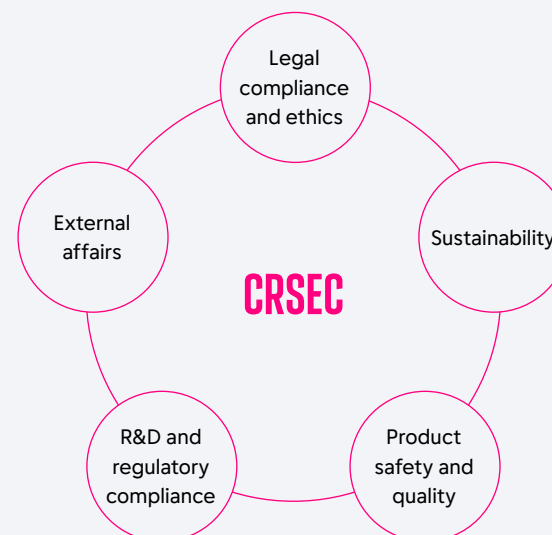 Legal
compliance
and ethics
External
affairs
Sustainability
CRSEC
R&D and
regulatory
compliance
Product
safety and
quality